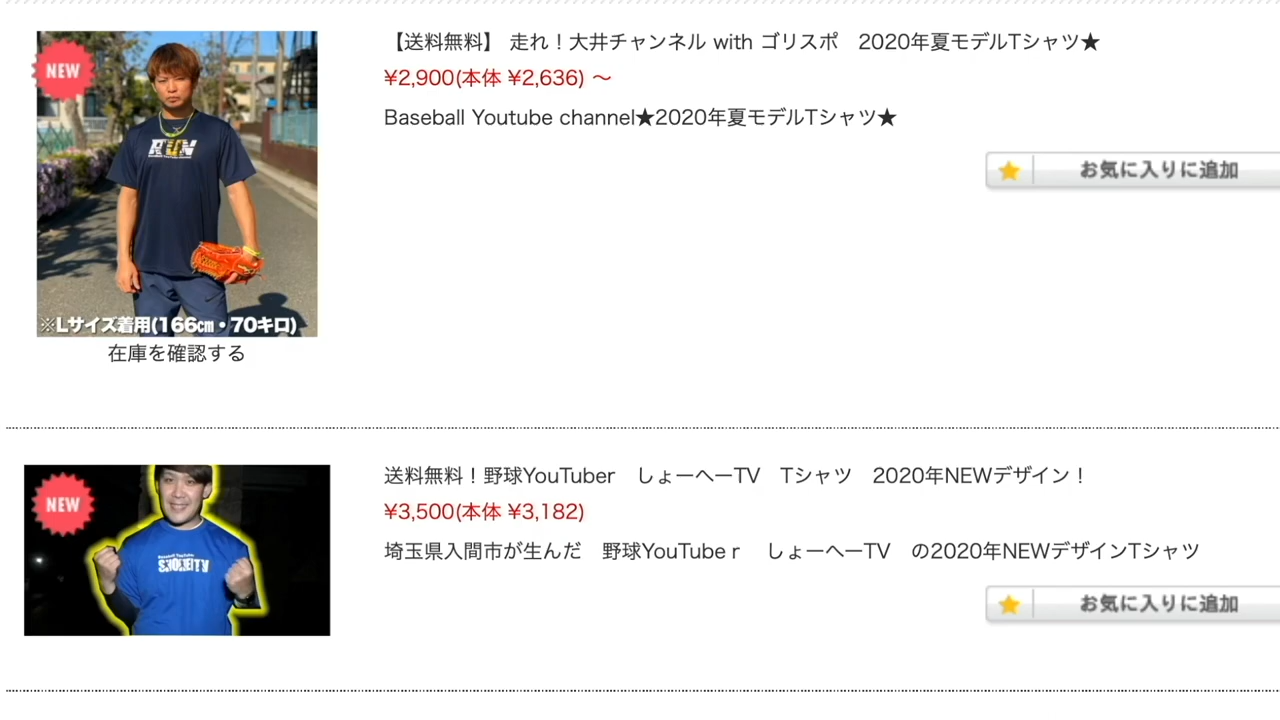 【送料無料】 走れ！大井チャンネル with ゴリスポ　2020年夏モデルTシャツ★
¥2,900(本体 ¥2,636) ～
Baseball Youtube channel★2020年夏モデルTシャツ★
お気に入りに追加
NEW
RUN
※Lサイズ着用(166㎝・70キロ)
在庫を確認する
送料無料！野球YouTuber　しょーへーTV　Tシャツ　2020年NEWデザイン！
¥3,500(本体 ¥3,182)
埼玉県入間市が生んだ　野球YouTubeｒ　しょーへーTV　の2020年NEWデザインTシャツ
お気に入りに追加
NEW
Baseball YouTuber
SHOHEITV